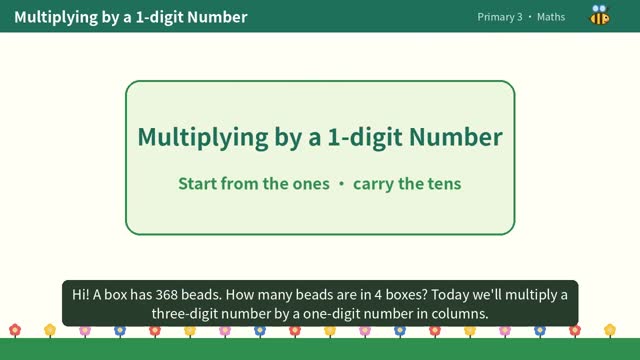 Multiplying by a 1-digit Number
Primary 3 • Maths
Multiplying by a 1-digit Number
Start from the ones • carry the tens
Hi! A box has 368 beads. How many beads are in 4 boxes? Today we'll multiply a
three-digit number by a one-digit number in columns.